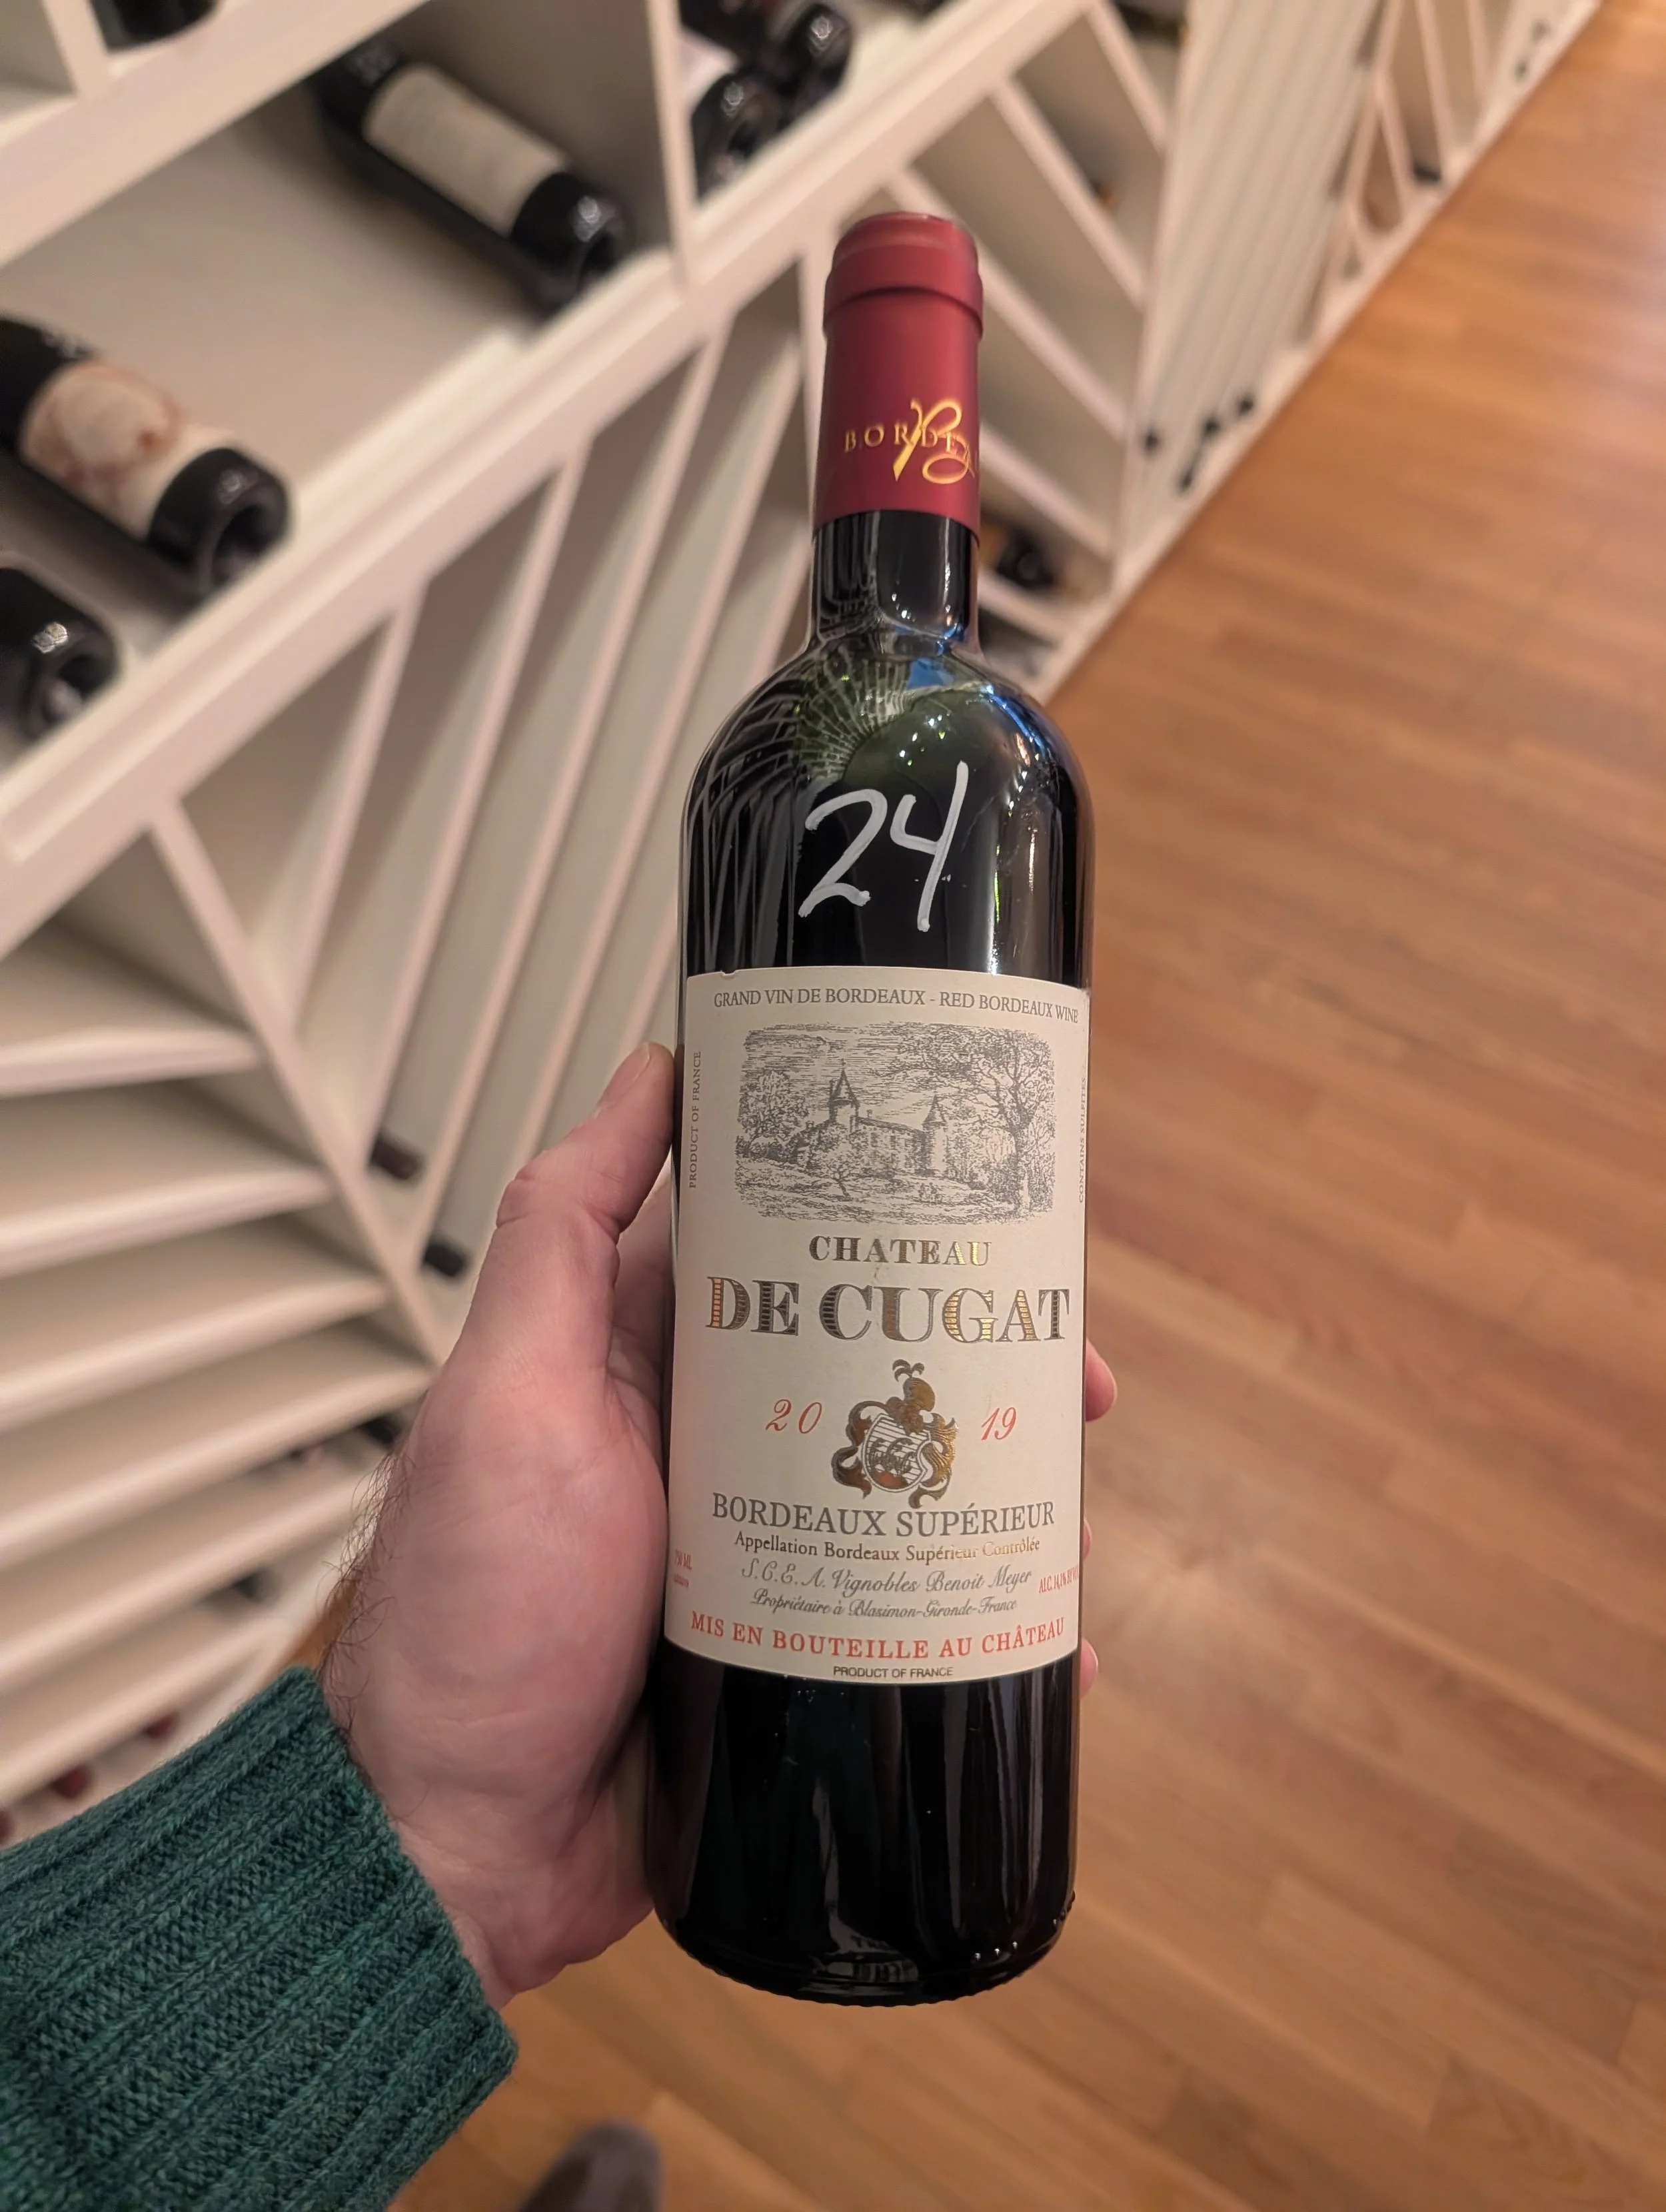 24
GRAND VIN DE BORDEAUX - RED BORDEAUX WINE
PRODUCT OF FRANCE
CONTAINS SULFITES
CHATEAU
DE CUGAT
20 19
BORDEAUX SUPÉRIEUR
Appellation Bordeaux Supérieur Contrôlée
S.C.E.A. Vignobles Benoit Meyer
Propriétaire à Blasimon-Gironde-France
750 ML
MIS EN BOUTEILLE AU CHÂTEAU
PRODUCT OF FRANCE